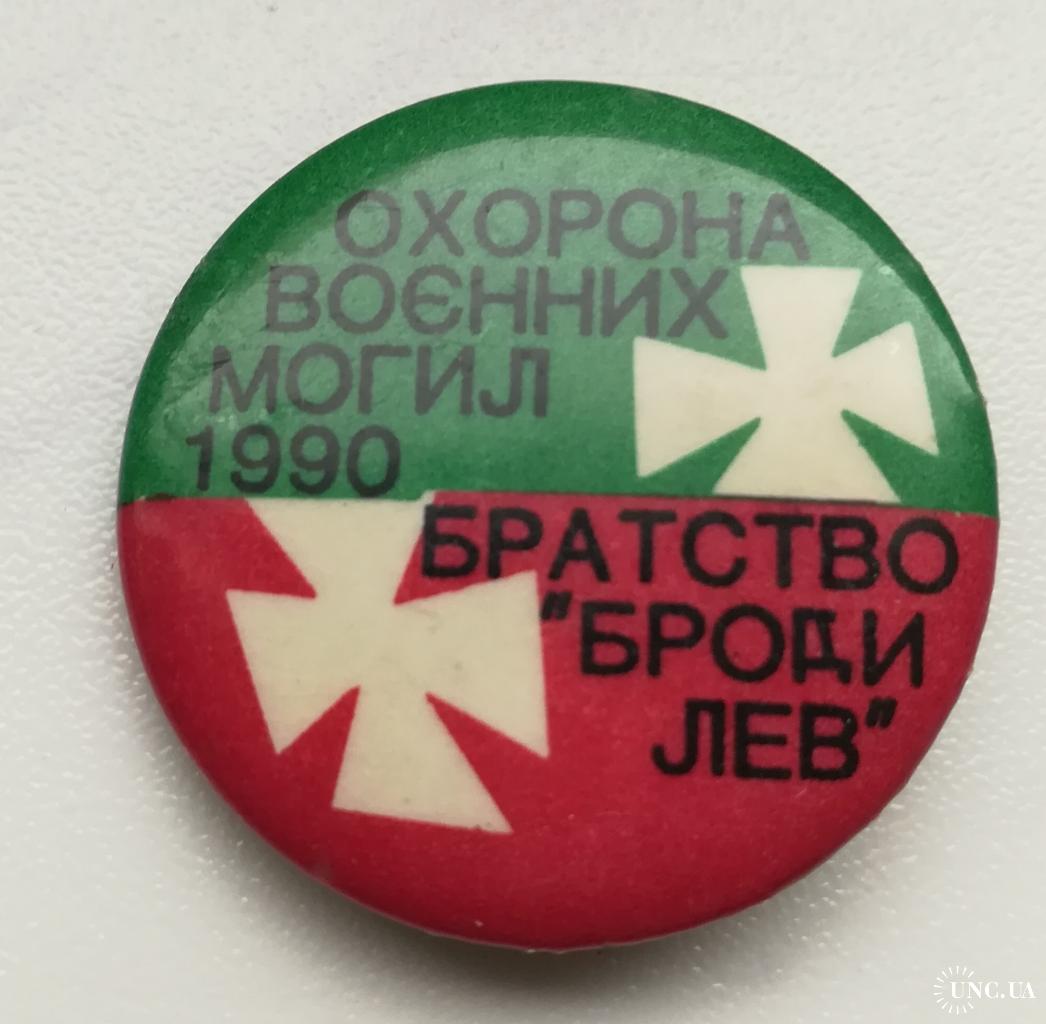 ОХОРОНА
ВОЄННИХ
МОГИЛ
1990
БРАТСТВО
"БРОДИ
ЛЕВ"
UNC.UA